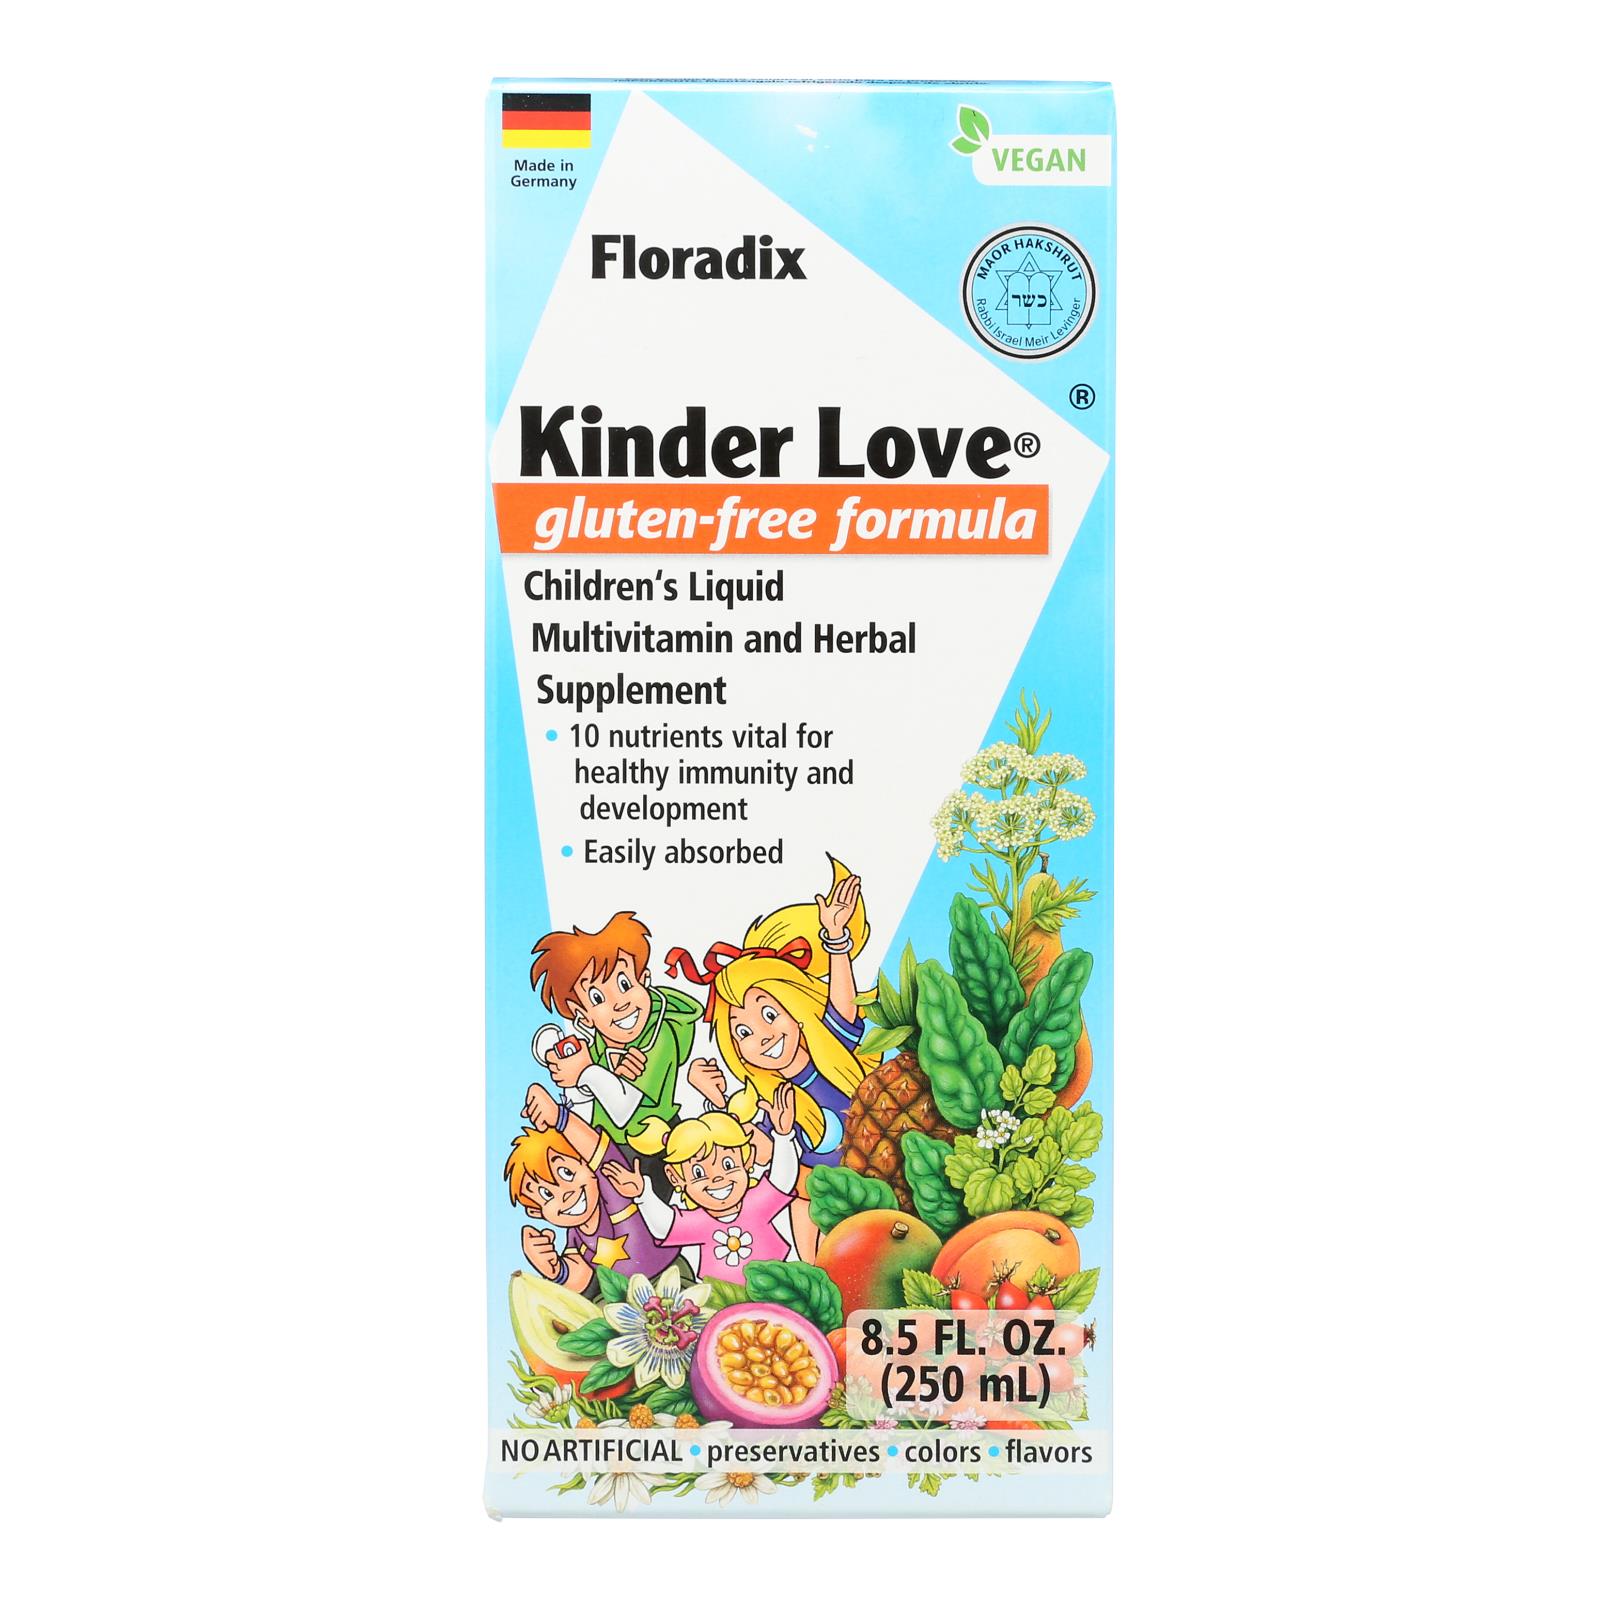 Made in
Germany
VEGAN
Floradix
MAOR HAKSHRUT
כשר
Rabbi Israel Meir Levinger
®
Kinder Love®
gluten-free formula
Children‘s Liquid
Multivitamin and Herbal
Supplement
• 10 nutrients vital for
healthy immunity and
development
• Easily absorbed
8.5 FL. OZ.
(250 mL)
NO ARTIFICIAL • preservatives • colors • flavors